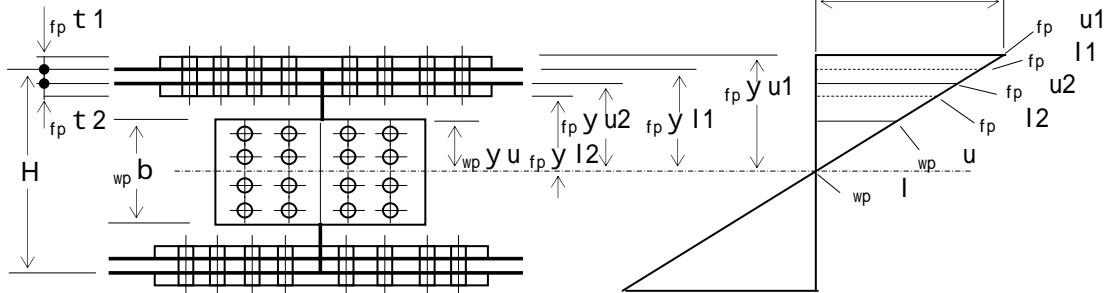 fp t 1
fp u1
fp l1
fp u2
fp l2
fp y u1
fp y l1
fp y u2
fp y l2
fp t 2
wp y u
H
wp b
wp u
wp l